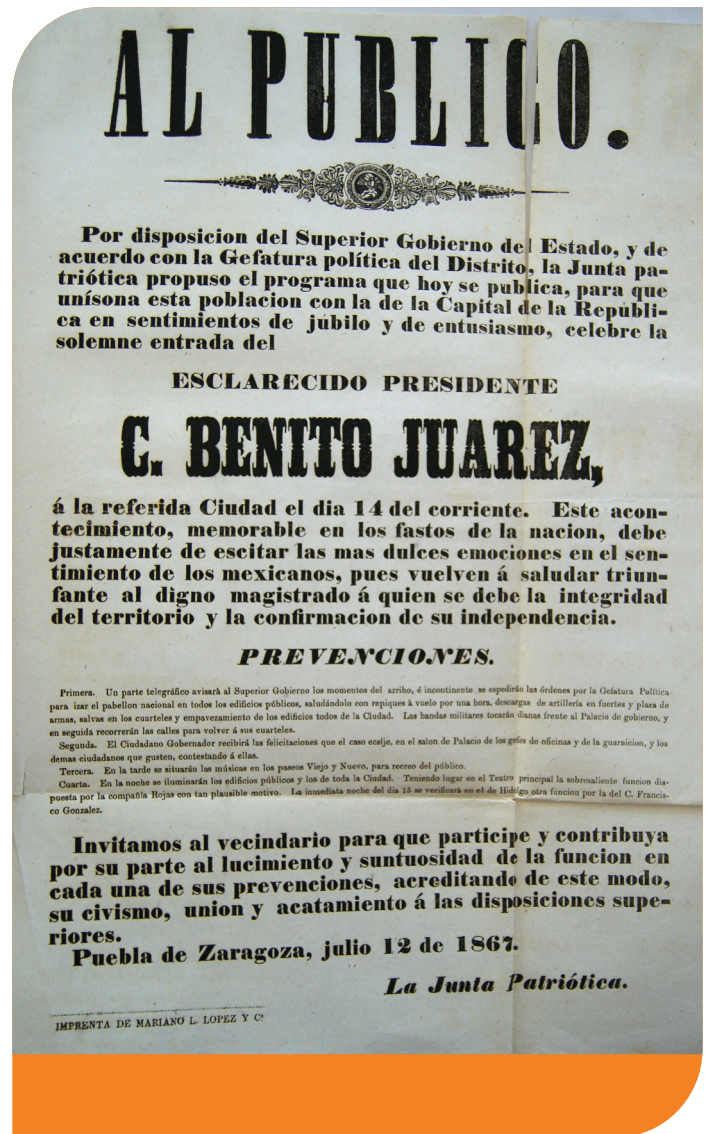 AL PUBLICO.
Por disposicion del Superior Gobierno del Estado, y de
acuerdo con la Gefatura política del Distrito, la Junta pa-
triótica propuso el programa que hoy se publica, para que
unísona esta poblacion con la de la Capital de la Repúbli-
ca en sentimientos de júbilo y de entusiasmo, celebre la
solemne entrada del
ESCLARECIDO PRESIDENTE
C. BENITO JUAREZ,
á la referida Ciudad el dia 14 del corriente. Este acon-
tecimiento, memorable en los fastos de la nacion, debe
justamente de escitar las mas dulces emociones en el sen-
timiento de los mexicanos, pues vuelven á saludar triun-
fante al digno magistrado á quien se debe la integridad
del territorio y la confirmacion de su independencia.
PREVENCIONES.
Primera. Un parte telegráfico avisará al Superior Gobierno los momentos del arribo, é incontinente se espedirán las órdenes por la Gefatura Política
para izar el pabellon nacional en todos los edificios públicos, saludándolo con repiques à vuelo por una hora, descargas de artillería en fuertes y plaza de
armas, salvas en los cuarteles y empavezamiento de los edificios todos de la Ciudad. Las bandas militares tocarán dianas frente al Palacio de gobierno, y
en seguida recorrerán las calles para volver á sus cuarteles.
Segunda. El Ciudadano Gobernador recibirá las felicitaciones que el caso ecsije, en el salon de Palacio de los gefes de oficinas y de la guarnicion, y los
demas ciudadanos que gusten, contestando á ellas.
Tercera. En la tarde se situarán las músicas en los paseos Viejo y Nuevo, para recreo del público.
Cuarta. En la noche se iluminarán los edificios públicos y los de toda la Ciudad. Teniendo lugar en el Teatro principal la sobresaliente funcion dis-
puesta por la compañía Rojas con tan plausible motivo. La inmediata noche del dia 15 se verificará en el de Hidalgo otra funcion por la del C. Francis-
co Gonzalez.
Invitamos al vecindario para que participe y contribuya
por su parte al lucimiento y suntuosidad de la funcion en
cada una de sus prevenciones, acreditando de este modo,
su civismo, union y acatamiento á las disposiciones supe-
riores.
Puebla de Zaragoza, julio 12 de 1867.
La Junta Patriótica.
IMPRENTA DE MARIANO L. LOPEZ Y Cª